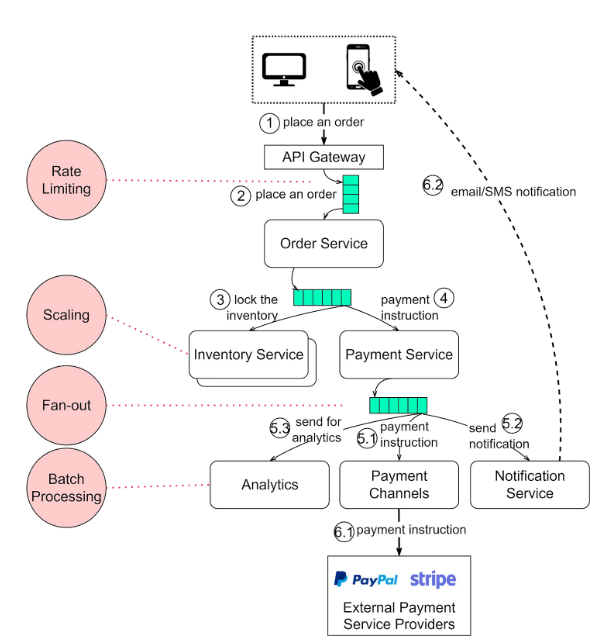 1 place an order
API Gateway
Rate
Limiting
2 place an order
6.2 email/SMS notification
Order Service
Scaling
3 lock the
inventory
payment 4
instruction
Inventory Service
Payment Service
Fan-out
5.3 send for
analytics
5.1 payment
instruction
send 5.2
notification
Batch
Processing
Analytics
Payment
Channels
Notification
Service
6.1 payment instruction
PayPal stripe
External Payment
Service Providers